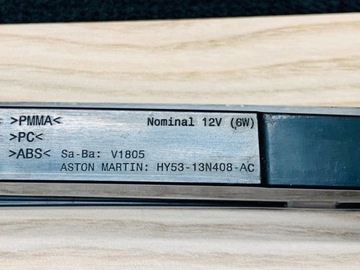 >PMMA< Nominal 12V (6W)
>PC<
>ABS< Sa-Ba: V1805
ASTON MARTIN: HY53-13N408-AC